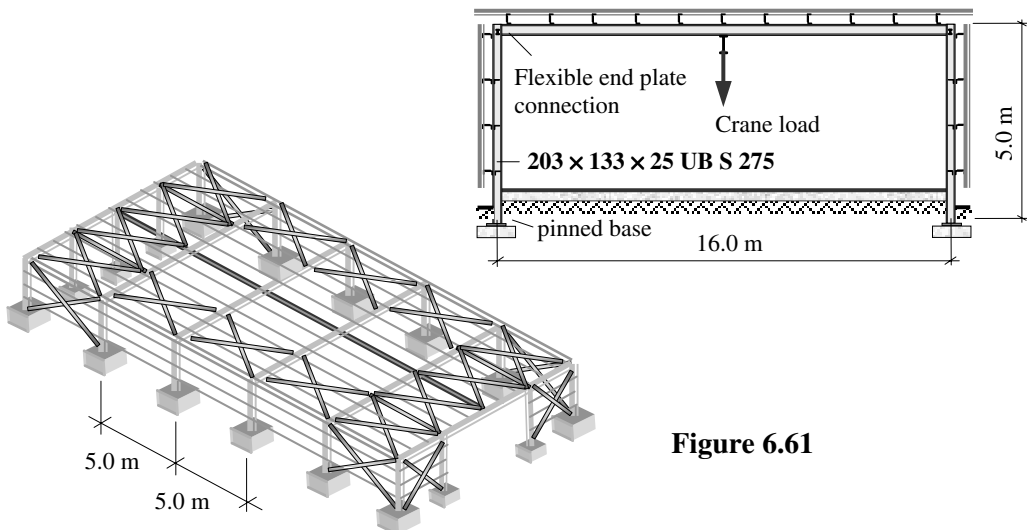 Flexible end plate
connection
Crane load
203 × 133 × 25 UB S 275
5.0 m
pinned base
16.0 m
Figure 6.61
5.0 m
5.0 m